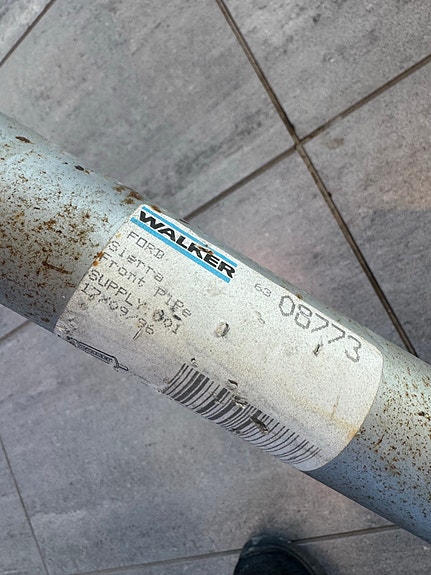 WALKER
63 08773
FORD
Sierra
Front Pipe
SUPPLY 001
17/09/96